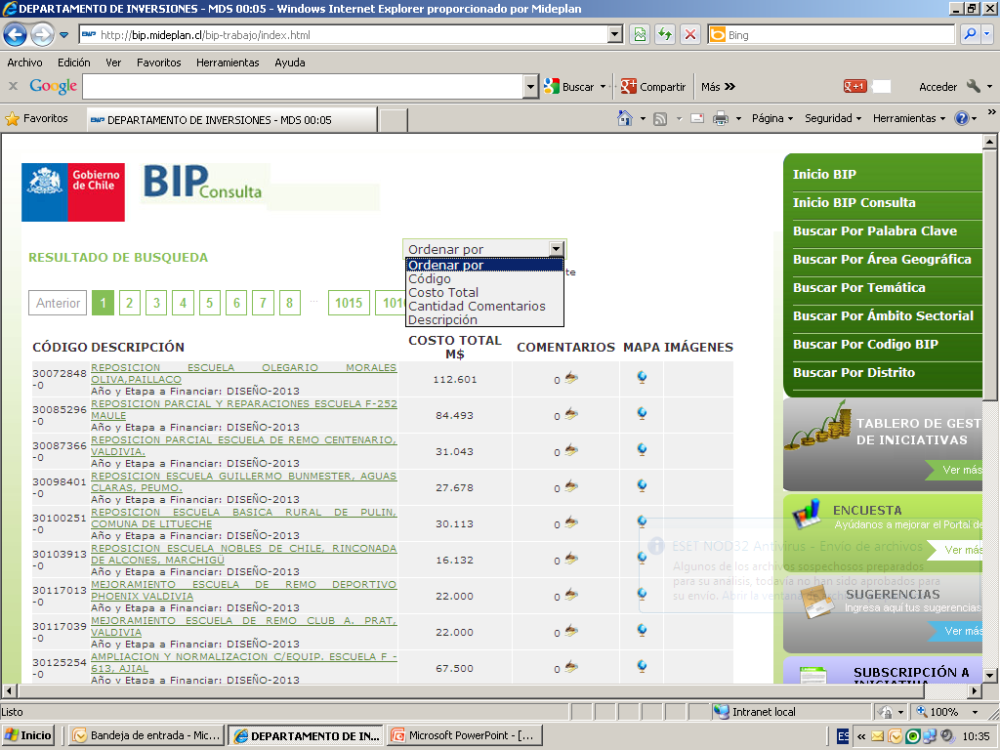 DEPARTAMENTO DE INVERSIONES - MDS 00:05 - Windows Internet Explorer proporcionado por Mideplan
http://bip.mideplan.cl/bip-trabajo/index.html
Bing
Archivo Edición Ver Favoritos Herramientas Ayuda
Google Buscar Compartir Más » +1 Acceder
Favoritos DEPARTAMENTO DE INVERSIONES - MDS 00:05 Página Seguridad Herramientas
Gobierno de Chile
BIP Consulta
RESULTADO DE BUSQUEDA
Ordenar por
Ordenar por
Código
Costo Total
Cantidad Comentarios
Descripción
te
Anterior 1 2 3 4 5 6 7 8 ... 1015
CÓDIGO DESCRIPCIÓN COSTO TOTAL M$ COMENTARIOS MAPA IMÁGENES
30072848-0 REPOSICION ESCUELA OLEGARIO MORALES
OLIVA,PAILLACO
Año y Etapa a Financiar: DISEÑO-2013
112.601 0
30085296-0 REPOSICION PARCIAL Y REPARACIONES ESCUELA F-252
MAULE
Año y Etapa a Financiar: DISEÑO-2013
84.493 0
30087366-0 REPOSICION PARCIAL ESCUELA DE REMO CENTENARIO,
VALDIVIA.
Año y Etapa a Financiar: DISEÑO-2013
31.043 0
30098401-0 REPOSICION ESCUELA GUILLERMO BUNMESTER, AGUAS
CLARAS, PEUMO.
Año y Etapa a Financiar: DISEÑO-2013
27.678 0
30100251-0 REPOSICION ESCUELA BASICA RURAL DE PULIN,
COMUNA DE LITUECHE
Año y Etapa a Financiar: DISEÑO-2013
30.113 0
30103913-0 REPOSICION ESCUELA NOBLES DE CHILE, RINCONADA
DE ALCONES, MARCHIGÜ
Año y Etapa a Financiar: DISEÑO-2013
16.132 0
30117013-0 MEJORAMIENTO ESCUELA DE REMO DEPORTIVO
PHOENIX VALDIVIA
Año y Etapa a Financiar: DISEÑO-2013
22.000 0
30117039-0 MEJORAMIENTO ESCUELA DE REMO CLUB A. PRAT,
VALDIVIA
Año y Etapa a Financiar: DISEÑO-2013
22.000 0
30125254-0 AMPLIACION Y NORMALIZACION C/EQUIP. ESCUELA F -
613, AJIAL
Año y Etapa a Financiar: DISEÑO-2013
67.500 0
Inicio BIP
Inicio BIP Consulta
Buscar Por Palabra Clave
Buscar Por Área Geográfica
Buscar Por Temática
Buscar Por Ámbito Sectorial
Buscar Por Codigo BIP
Buscar Por Distrito
TABLERO DE GEST
DE INICIATIVAS
Ver más
ENCUESTA
Ayúdanos a mejorar el Portal de
Ver más
ESET NOD32 Antivirus - Envío de archivos
Algunos de los archivos sospechosos preparados
para su análisis, todavía no han sido aprobados para
su envío. Abrir la ventana de
SUGERENCIAS
Ingresa aquí tus sugerencias
Ver más
SUBSCRIPCIÓN A
INICIATIVA
Listo Intranet local 100%
Inicio Bandeja de entrada - Mic... DEPARTAMENTO DE IN... Microsoft PowerPoint - [... ES « 10:35